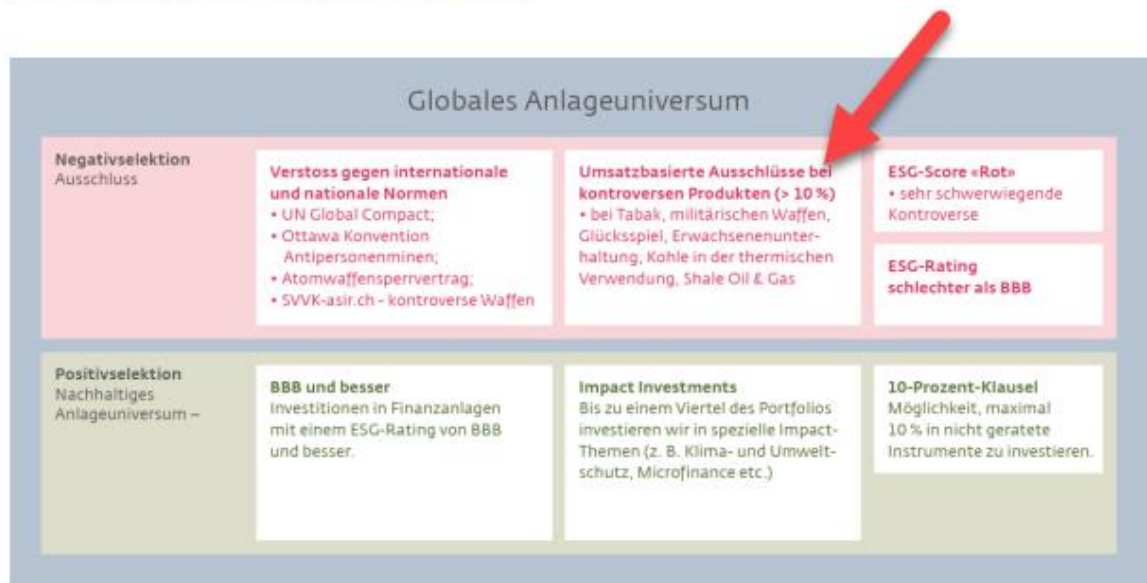 Globales Anlageuniversum
Negativselektion
Ausschluss
Verstoss gegen internationale
und nationale Normen
• UN Global Compact;
• Ottawa Konvention
Antipersonenminen;
• Atomwaffensperrvertrag;
• SVVK-asir.ch - kontroverse Waffen
Umsatzbasierte Ausschlüsse bei
kontroversen Produkten (> 10 %)
• bei Tabak, militärischen Waffen,
Glücksspiel, Erwachsenenunter-
haltung, Kohle in der thermischen
Verwendung, Shale Oil & Gas
ESG-Score «Rot»
• sehr schwerwiegende
Kontroverse
ESG-Rating
schlechter als BBB
Positivselektion
Nachhaltiges
Anlageuniversum –
BBB und besser
Investitionen in Finanzanlagen
mit einem ESG-Rating von BBB
und besser.
Impact Investments
Bis zu einem Viertel des Portfolios
investieren wir in spezielle Impact-
Themen (z. B. Klima- und Umwelt-
schutz, Microfinance etc.)
10-Prozent-Klausel
Möglichkeit, maximal
10 % in nicht geratete
Instrumente zu investieren.